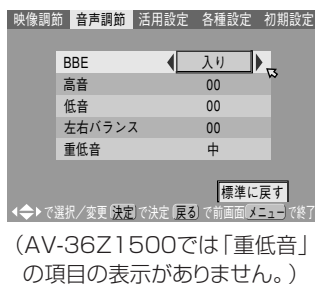 映像調節 音声調節 活用設定 各種設定 初期設定
BBE 入り
高音 00
低音 00
左右バランス 00
重低音 中
標準に戻す
で選択／変更 決定 で決定 戻る で前画面 メニュー で終了
（AV-36Z1500では「重低音」
の項目の表示がありません。）